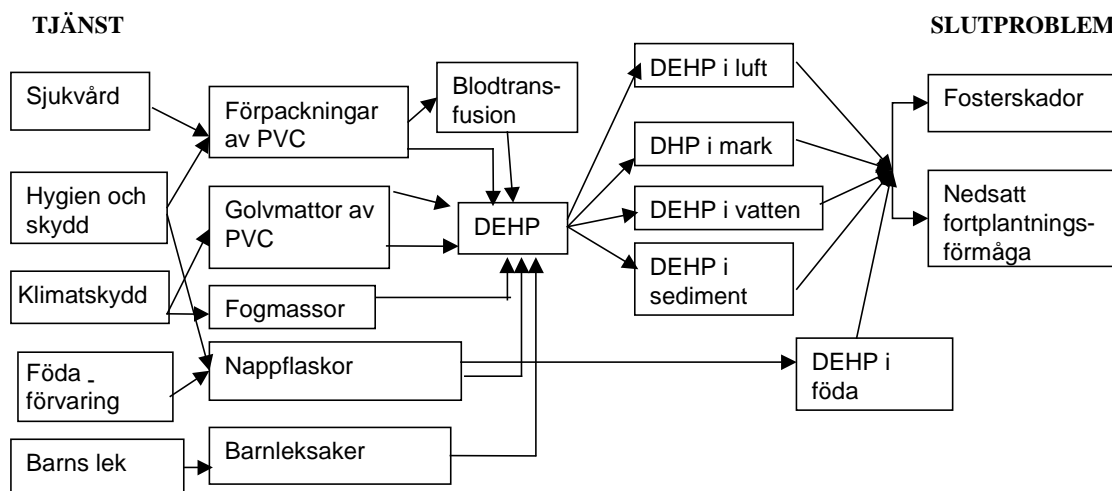 TJÄNST
SLUTPROBLEM
Sjukvård
Hygien och
skydd
Klimatskydd
Föda -
förvaring
Barns lek
Förpackningar
av PVC
Golvmattor av
PVC
Fogmassor
Nappflaskor
Barnleksaker
Blodtrans-
fusion
DEHP
DEHP i luft
DHP i mark
DEHP i vatten
DEHP i
sediment
DEHP i
föda
Fosterskador
Nedsatt
fortplantnings-
förmåga